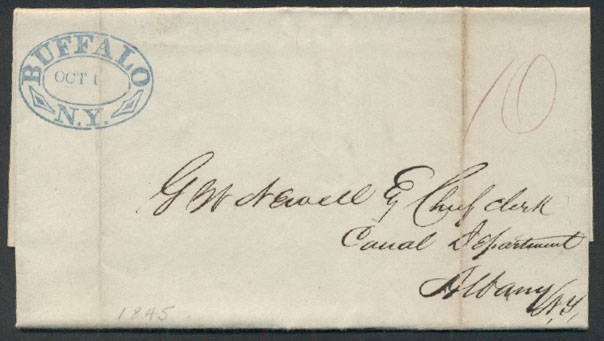 BUFFALO
OCT 1
N.Y.
10
G W Newell Eq Chief clerk
Canal Department
Albany
N.Y.
1845